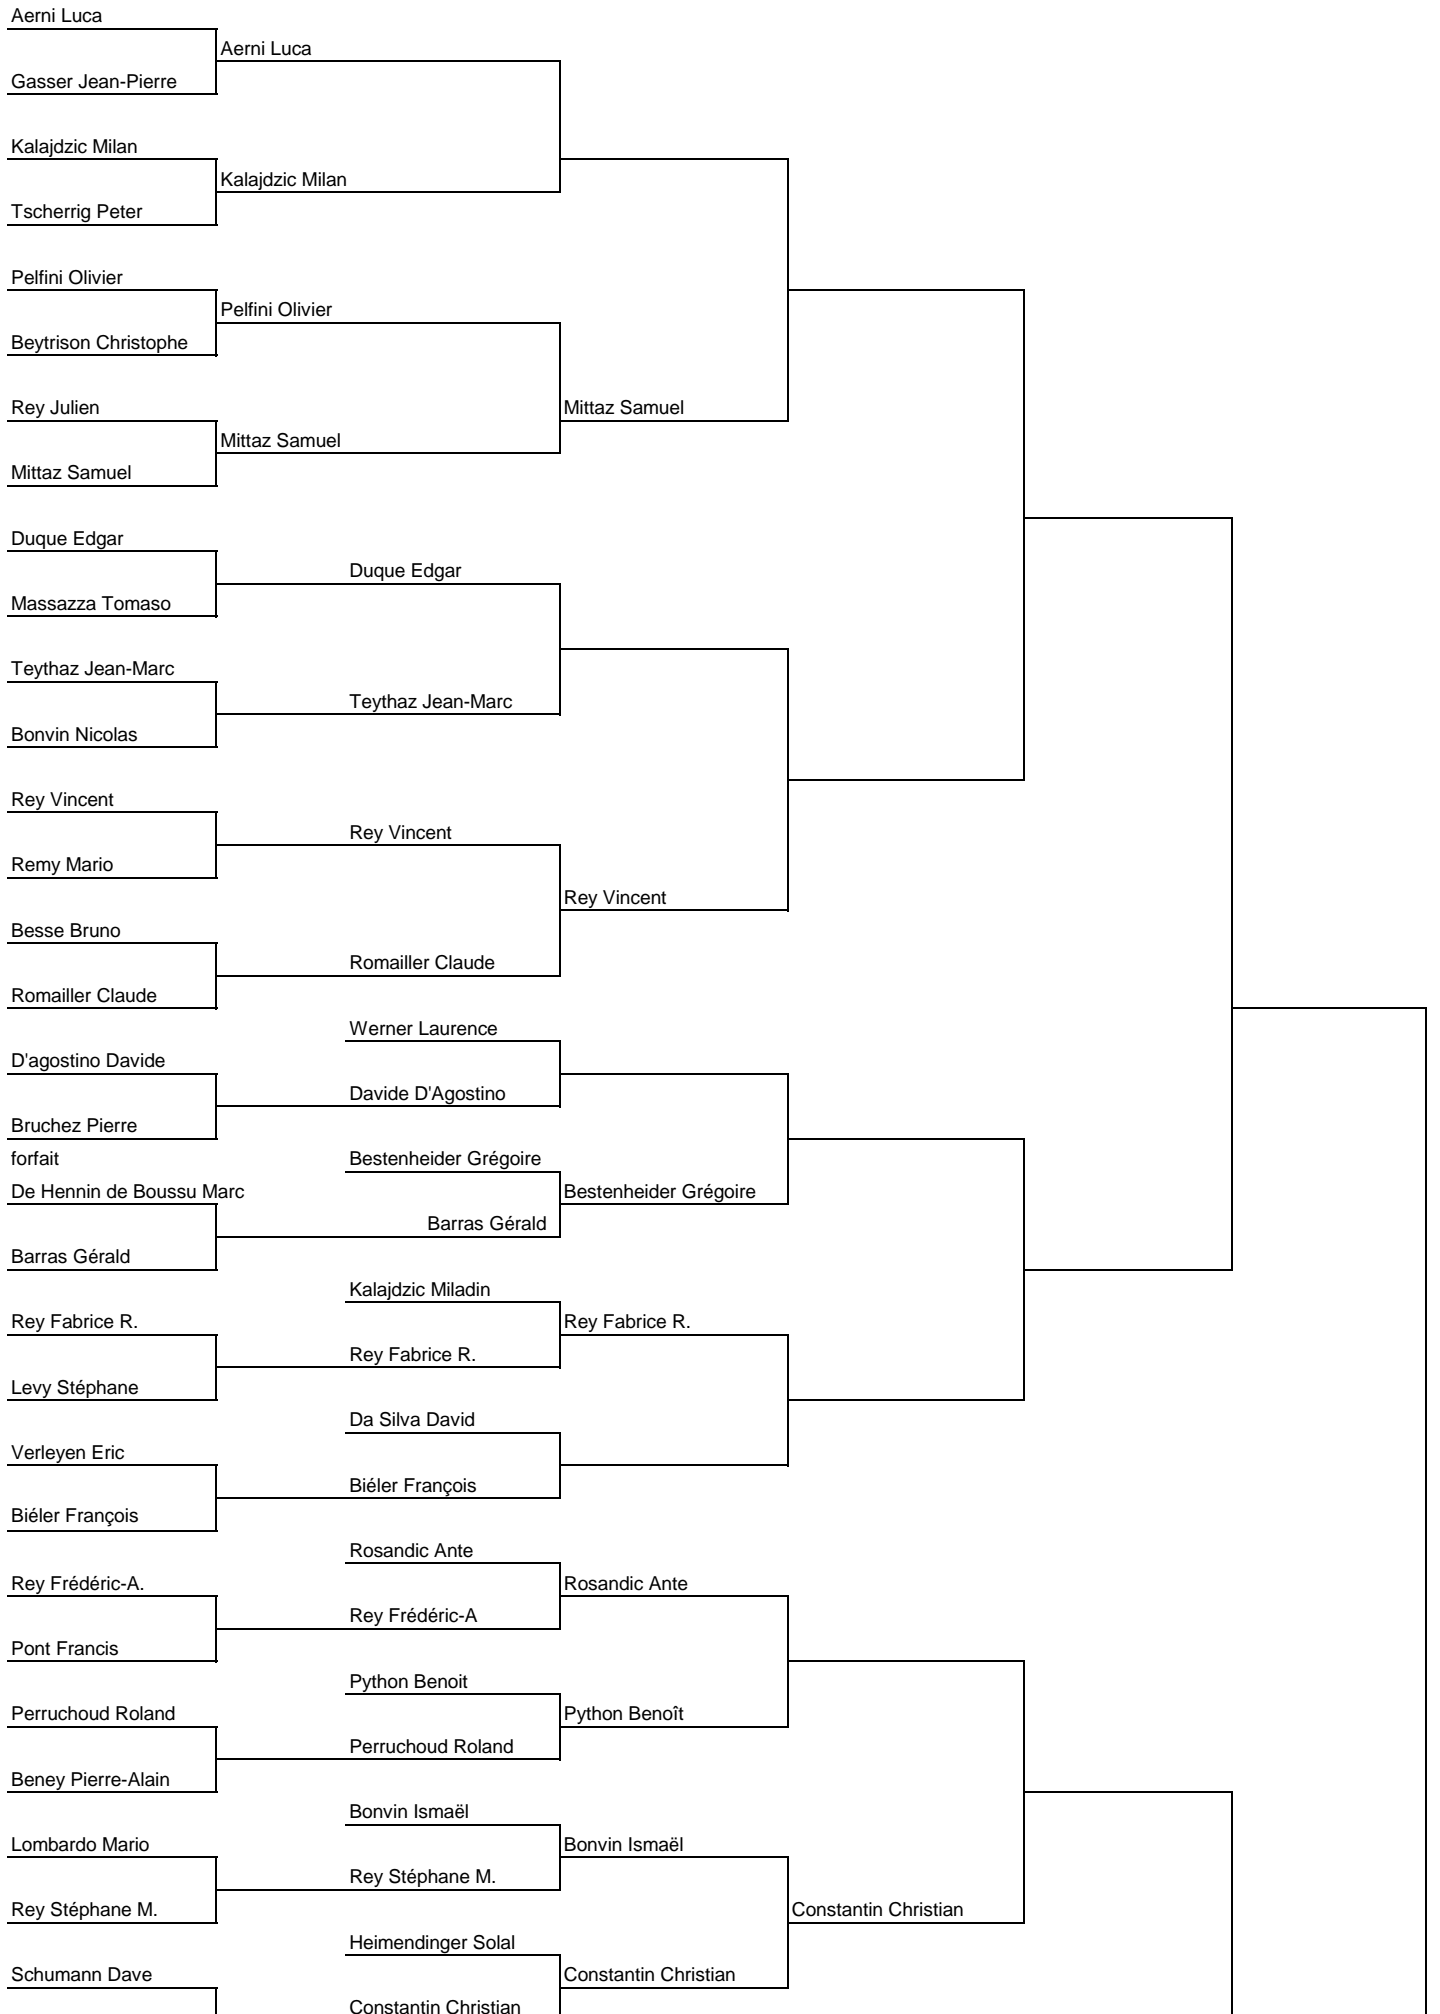 Aerni Luca
Aerni Luca
Gasser Jean-Pierre
Kalajdzic Milan
Kalajdzic Milan
Tscherrig Peter
Pelfini Olivier
Pelfini Olivier
Beytrison Christophe
Rey Julien
Mittaz Samuel
Mittaz Samuel
Mittaz Samuel
Duque Edgar
Duque Edgar
Massazza Tomaso
Teythaz Jean-Marc
Teythaz Jean-Marc
Bonvin Nicolas
Rey Vincent
Rey Vincent
Remy Mario
Rey Vincent
Besse Bruno
Romailler Claude
Romailler Claude
Werner Laurence
D'agostino Davide
Davide D'Agostino
Bruchez Pierre
forfait
Bestenheider Grégoire
De Hennin de Boussu Marc
Bestenheider Grégoire
Barras Gérald
Barras Gérald
Kalajdzic Miladin
Rey Fabrice R.
Rey Fabrice R.
Rey Fabrice R.
Levy Stéphane
Da Silva David
Verleyen Eric
Biéler François
Biéler François
Rosandic Ante
Rey Frédéric-A.
Rosandic Ante
Rey Frédéric-A
Pont Francis
Python Benoit
Perruchoud Roland
Python Benoît
Perruchoud Roland
Beney Pierre-Alain
Bonvin Ismaël
Lombardo Mario
Bonvin Ismaël
Rey Stéphane M.
Rey Stéphane M.
Constantin Christian
Heimendinger Solal
Schumann Dave
Constantin Christian
Constantin Christian